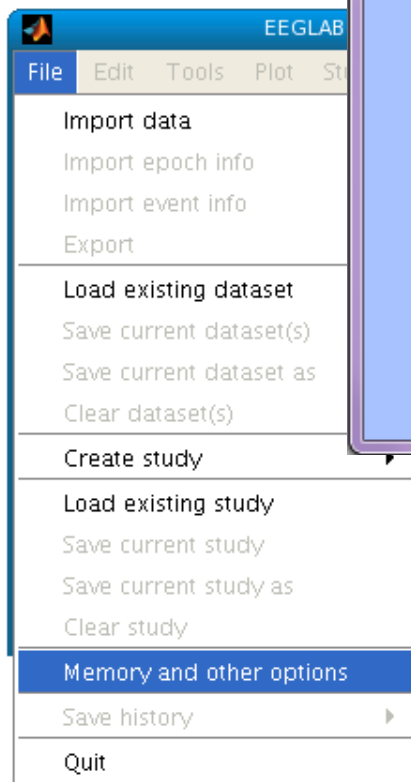 EEGLAB
File Edit Tools Plot
Import data
Import epoch info
Import event info
Export
Load existing dataset
Save current dataset(s)
Save current dataset as
Clear dataset(s)
Create study
Load existing study
Save current study
Save current study as
Clear study
Memory and other options
Save history
Quit